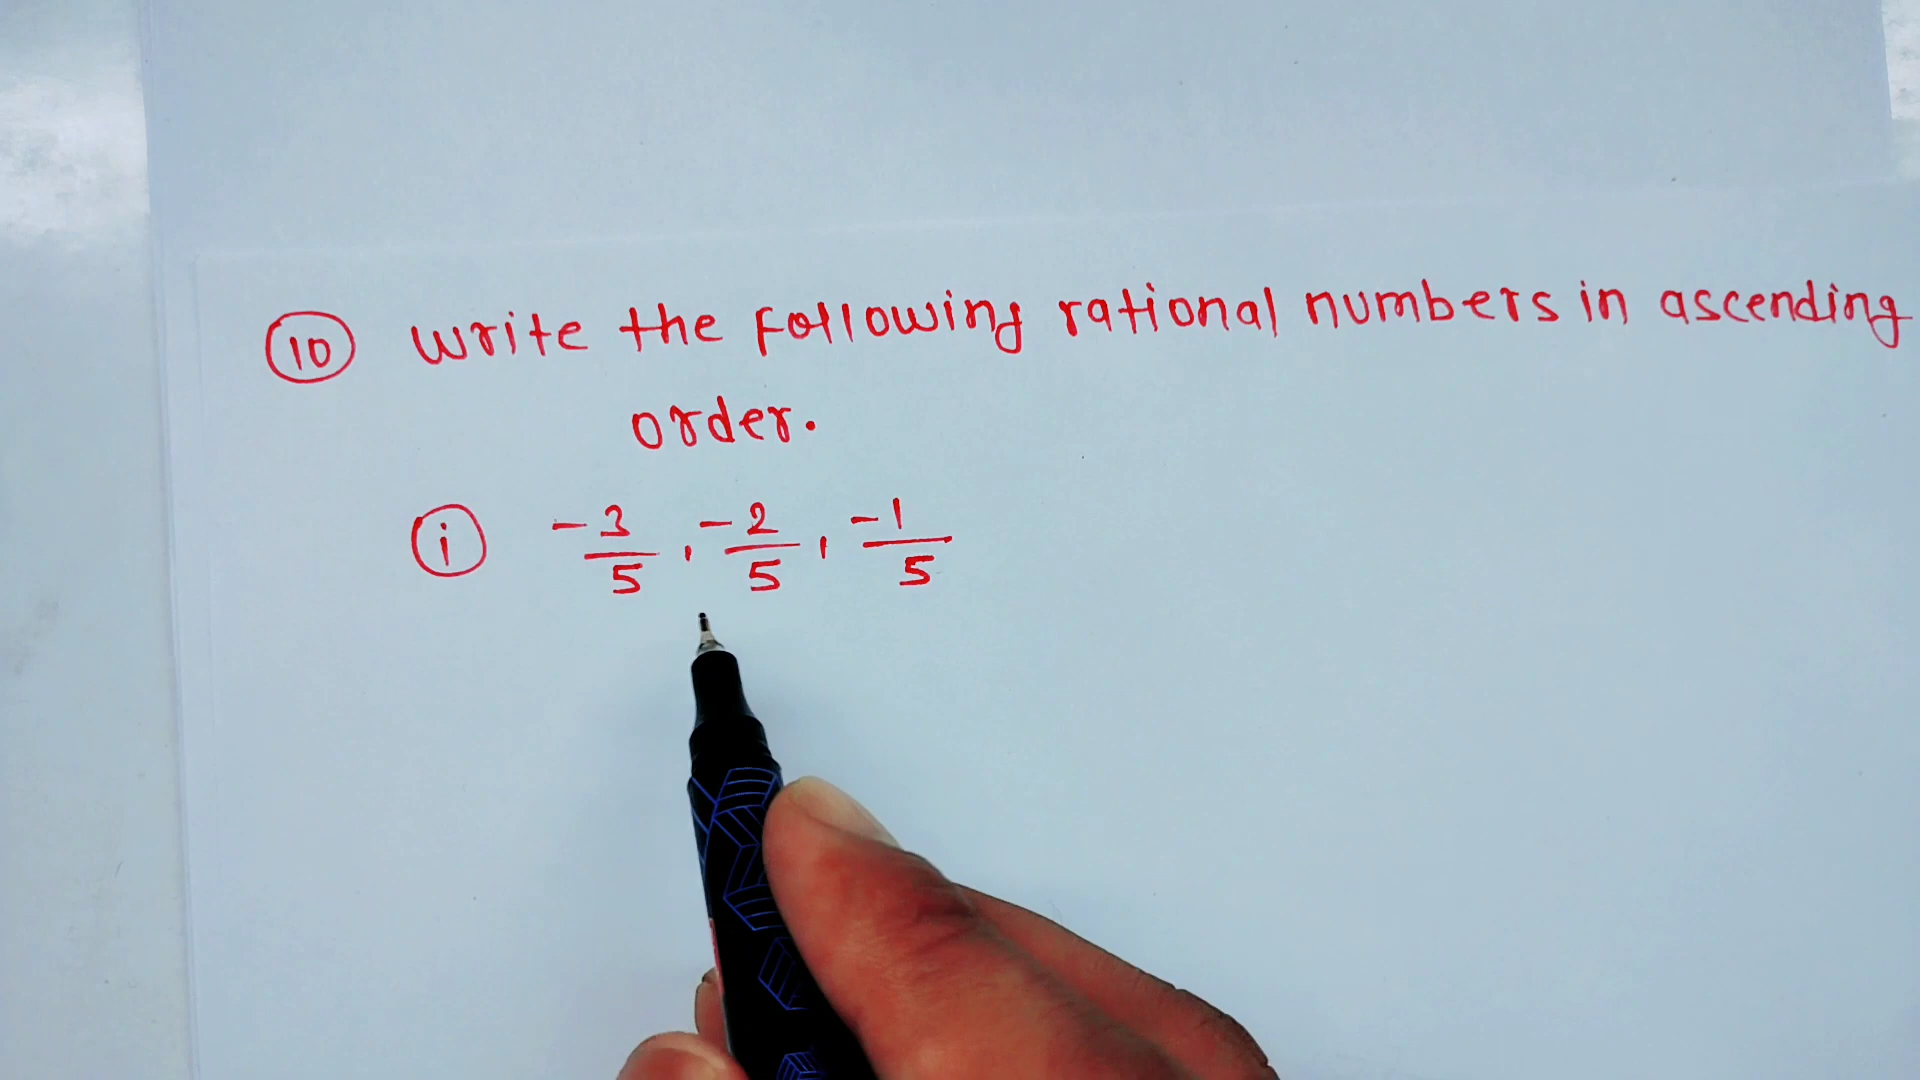 10 Write the following rational numbers in ascending
order.
i -3/5, -2/5, -1/5